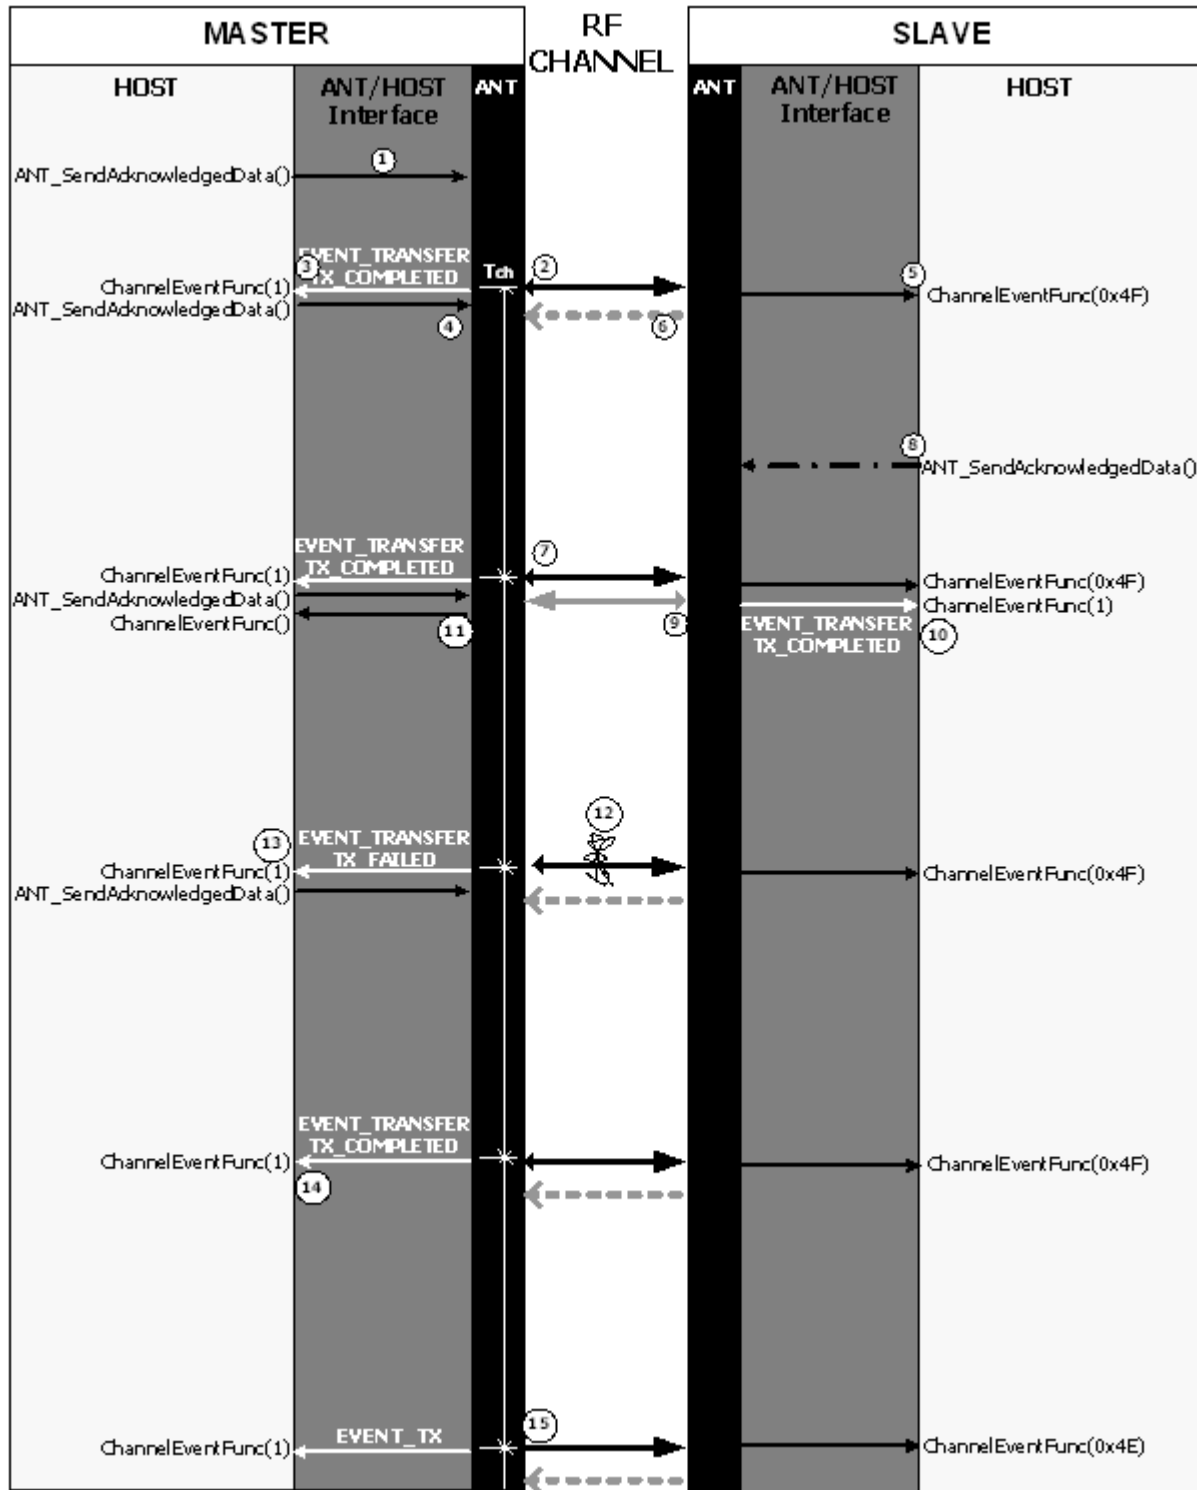 MASTER
RF
CHANNEL
SLAVE
HOST
ANT/HOST
Interface
ANT
ANT
ANT/HOST
Interface
HOST
1
ANT_SendAcknowledgedData()
EVENT_TRANSFER
TX_COMPLETED
3
Tch
2
5
ChannelEventFunc(1)
ChannelEventFunc(0x4F)
ANT_SendAcknowledgedData()
4
6
8
ANT_SendAcknowledgedData()
EVENT_TRANSFER
TX_COMPLETED
7
ChannelEventFunc(1)
ChannelEventFunc(0x4F)
ANT_SendAcknowledgedData()
ChannelEventFunc(1)
ChannelEventFunc()
11
9
EVENT_TRANSFER
TX_COMPLETED
10
12
13
EVENT_TRANSFER
TX_FAILED
ChannelEventFunc(1)
ChannelEventFunc(0x4F)
ANT_SendAcknowledgedData()
EVENT_TRANSFER
TX_COMPLETED
ChannelEventFunc(1)
ChannelEventFunc(0x4F)
14
15
EVENT_TX
ChannelEventFunc(1)
ChannelEventFunc(0x4E)